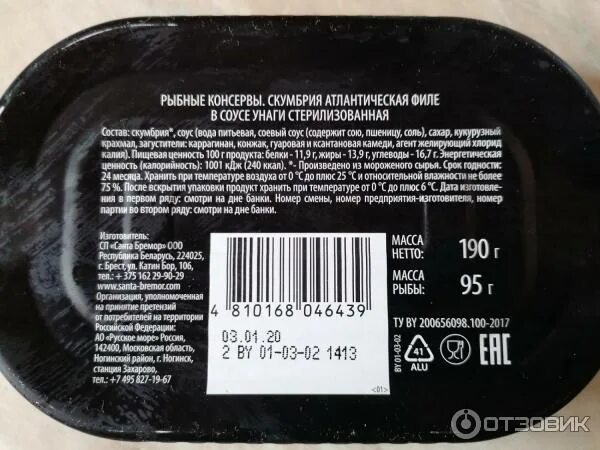 РЫБНЫЕ КОНСЕРВЫ. СКУМБРИЯ АТЛАНТИЧЕСКАЯ ФИЛЕ
В СОУСЕ УНАГИ СТЕРИЛИЗОВАННАЯ
Состав: скумбрия*, соус (вода питьевая, соевый соус (содержит сою, пшеницу, соль), сахар, кукурузный
крахмал, загустители: каррагинан, конжак, гуаровая и ксантановая камеди, агент желирующий хлорид
калия). Пищевая ценность 100 г продукта: белки - 11,9 г, жиры - 13,9 г, углеводы - 16,7 г. Энергетическая
ценность (калорийность): 1001 кДж (240 ккал). *- Произведено из мороженого сырья. Срок годности:
24 месяца. Хранить при температуре воздуха от 0 °С до плюс 25 °С и относительной влажности не более
75 %. После вскрытия упаковки продукт хранить при температуре от 0 °С до плюс 6 °С. Дата изготовле-
ния в первом ряду: смотри на дне банки. Номер смены, номер предприятия-изготовителя, номер
партии во втором ряду: смотри на дне банки.
Изготовитель:
СП «Санта Бремор» ООО
Республика Беларусь, 224025,
г. Брест, ул. Катин Бор, 106,
тел.: + 375 162 29-90-29
www.santa-bremor.com
Организация, уполномоченная
на принятие претензий
от потребителей на территории
Российской Федерации:
АО «Русское море» Россия,
142400, Московская область,
Ногинский район, г. Ногинск,
станция Захарово,
тел.: +7 495 827-19-67
4 810168 046439
03.01.20
2 BY 01-03-02 1413
<01>
МАССА
НЕТТО: 190 г
МАССА
РЫБЫ: 95 г
ТУ BY 200656098.100-2017
BY 01-03-02
41
ALU
EAC
ОТЗОВИК